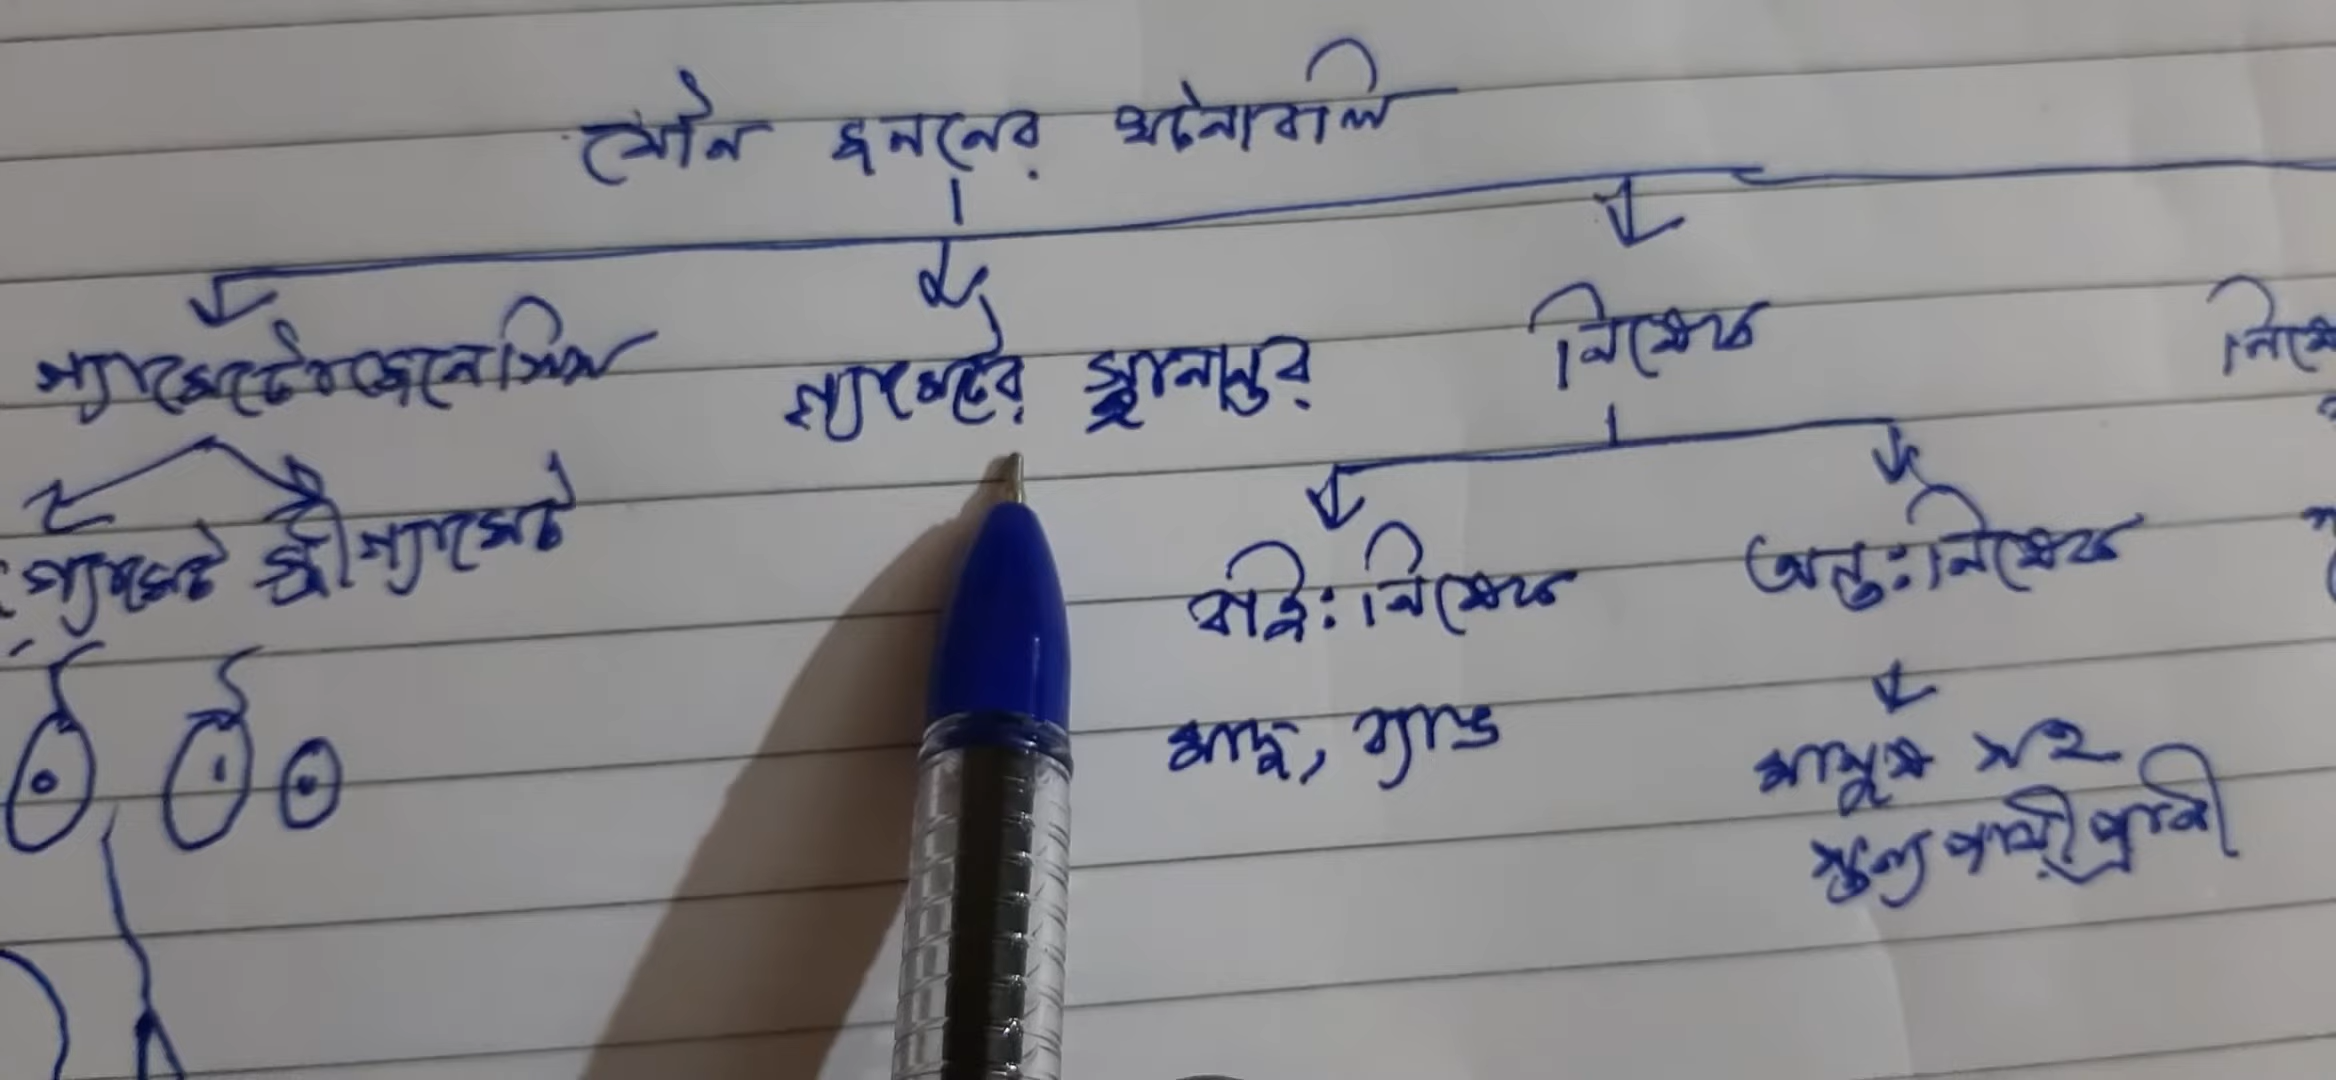 যৌন জননের ঘটনাবলি
গ্যামেটোজেনেসিস গ্যামেটের স্থানান্তর নিষেক
গ্যামেট স্ত্রীগ্যামেট বহিঃনিষেক অন্তঃনিষেক
মাছ, ব্যাঙ মানুষ সহ
স্তন্যপায়ী প্রাণী